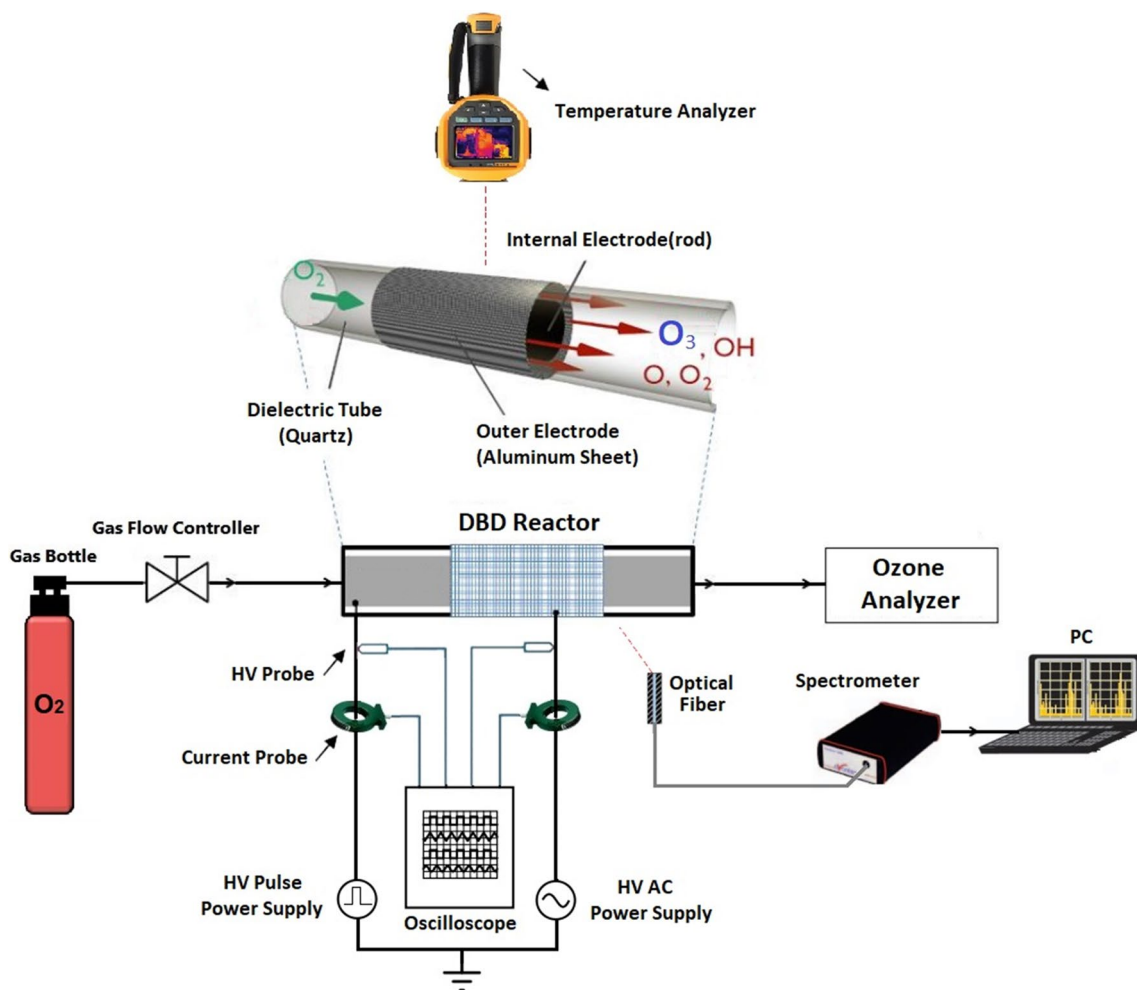 Temperature Analyzer
Internal Electrode(rod)
O2
O3
, OH
O, O2
Dielectric Tube
(Quartz)
Outer Electrode
(Aluminum Sheet)
DBD Reactor
Gas Flow Controller
Gas Bottle
Ozone
Analyzer
HV Probe
O2
Optical
Fiber
Spectrometer
PC
Current Probe
HV Pulse
Power Supply
Oscilloscope
HV AC
Power Supply